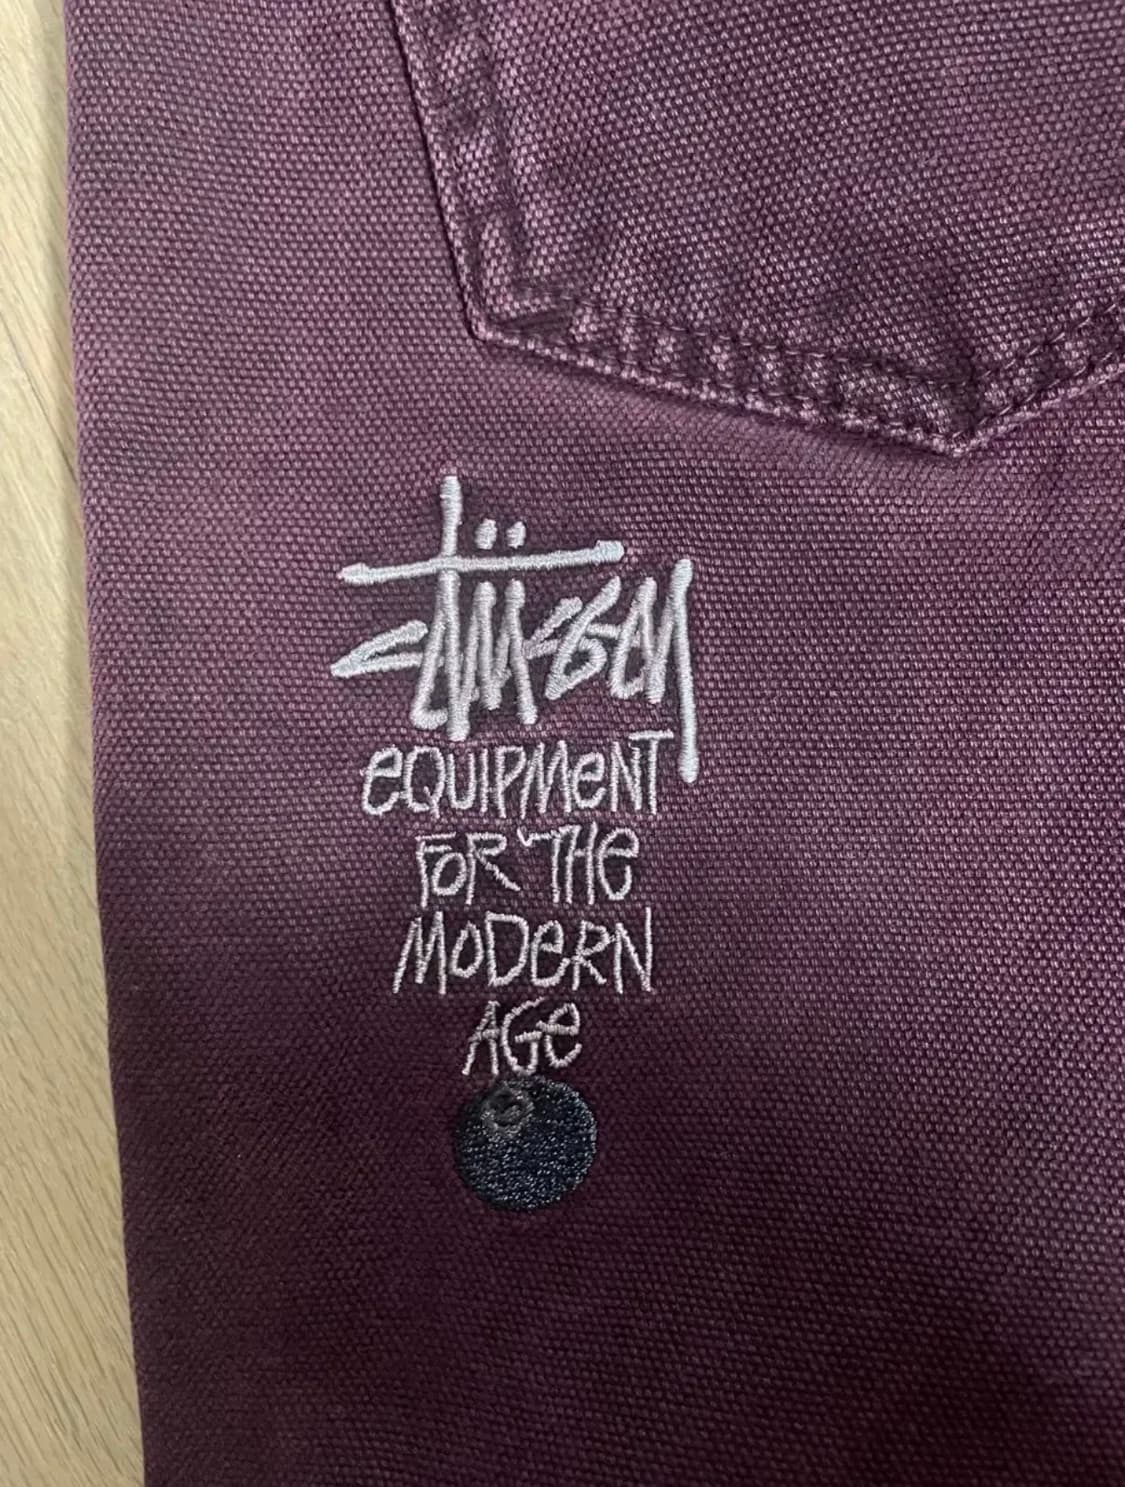 Stüssy
EQUIPMeNT
FOR THe
MODeRN
AGe